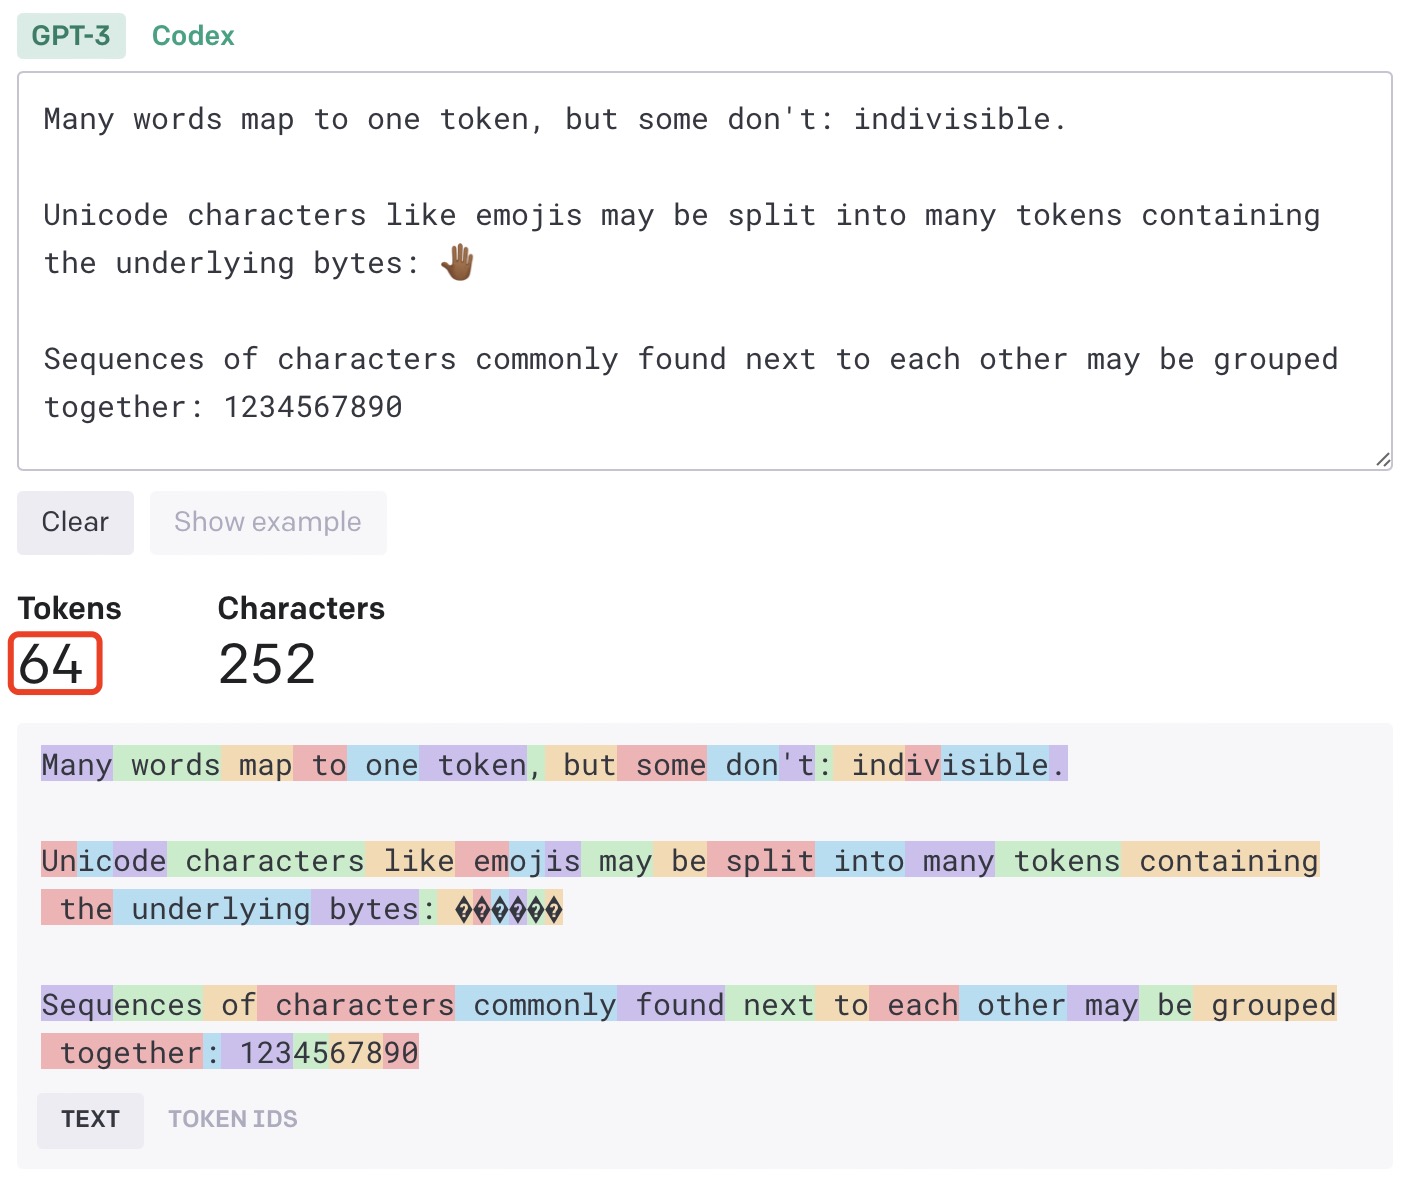 GPT-3 Codex
Many words map to one token, but some don't: indivisible.
Unicode characters like emojis may be split into many tokens containing
the underlying bytes: 🤚🏾
Sequences of characters commonly found next to each other may be grouped
together: 1234567890
Clear Show example
Tokens Characters
64 252
Many words map to one token, but some don't: indivisible.
Unicode characters like emojis may be split into many tokens containing
the underlying bytes: ������
Sequences of characters commonly found next to each other may be grouped
together: 1234567890
TEXT TOKEN IDS